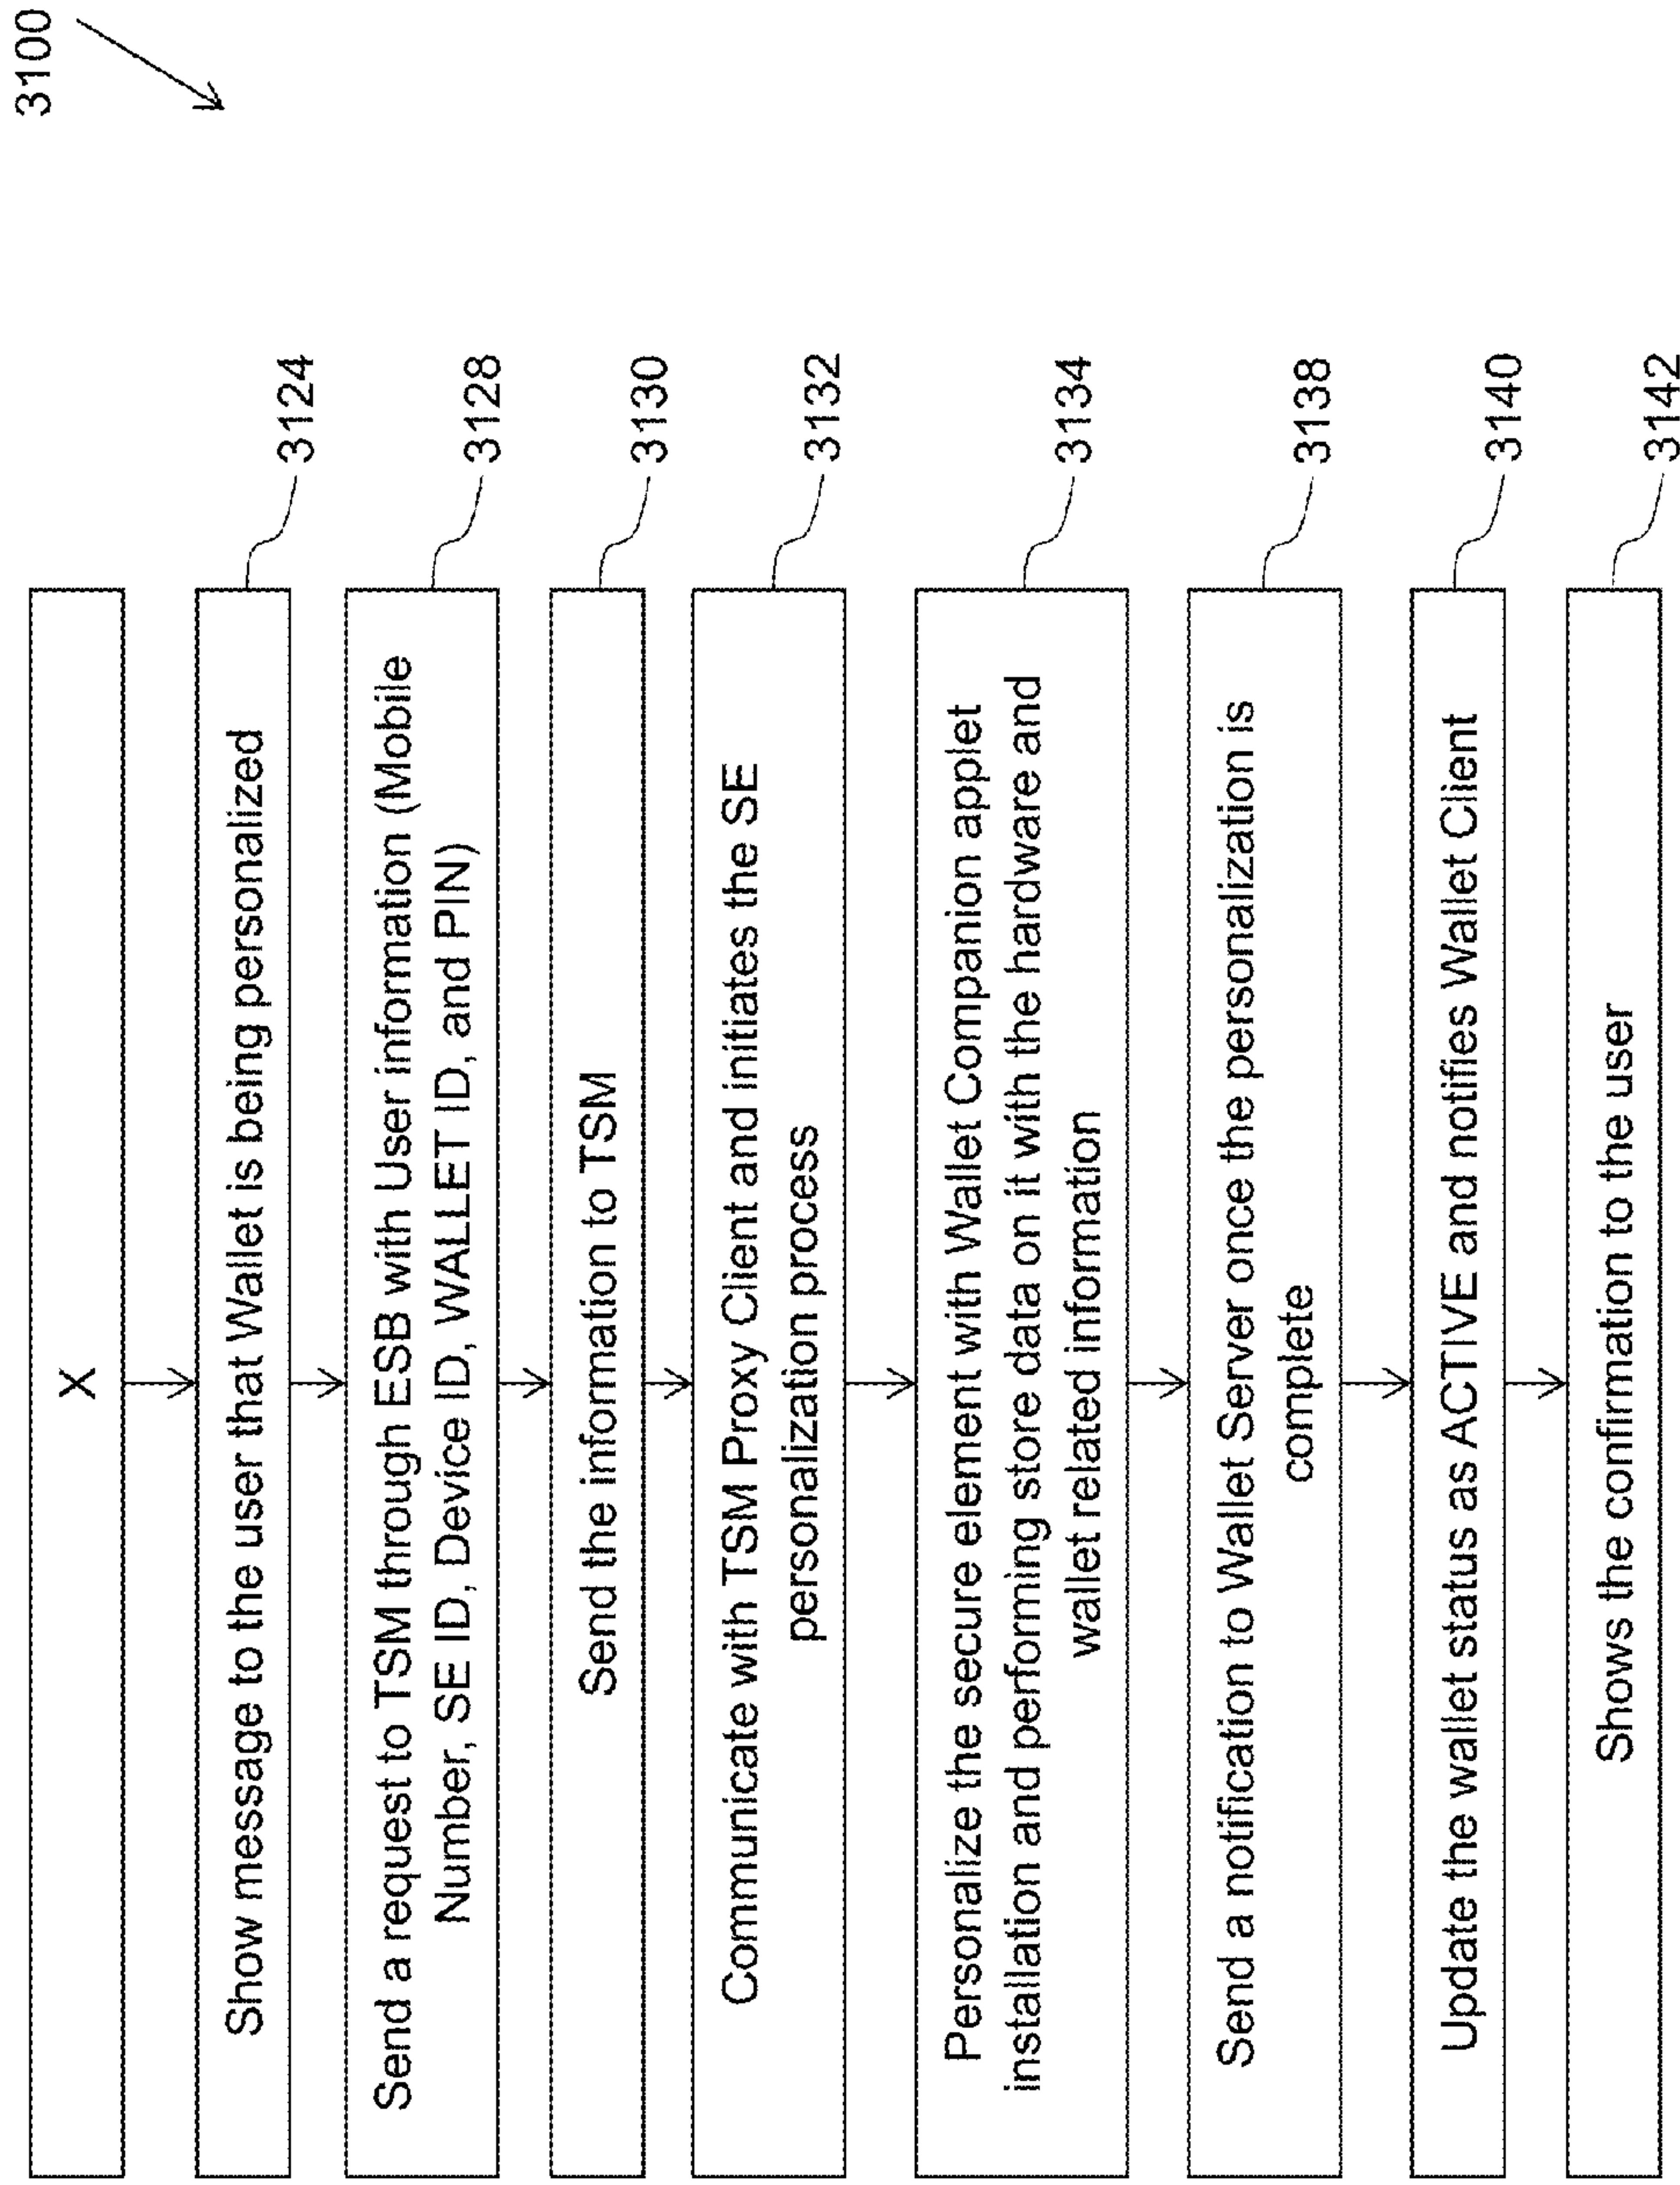 3100
X
Show message to the user that Wallet is being personalized
3124
Send a request to TSM through ESB with User information (Mobile
Number, SE ID, Device ID, WALLET ID, and PIN)
3128
Send the information to TSM
3130
Communicate with TSM Proxy Client and initiates the SE
personalization process
3132
Personalize the secure element with Wallet Companion applet
installation and performing store data on it with the hardware and
wallet related information
3134
Send a notification to Wallet Server once the personalization is
complete
3138
Update the wallet status as ACTIVE and notifies Wallet Client
3140
Shows the confirmation to the user
3142